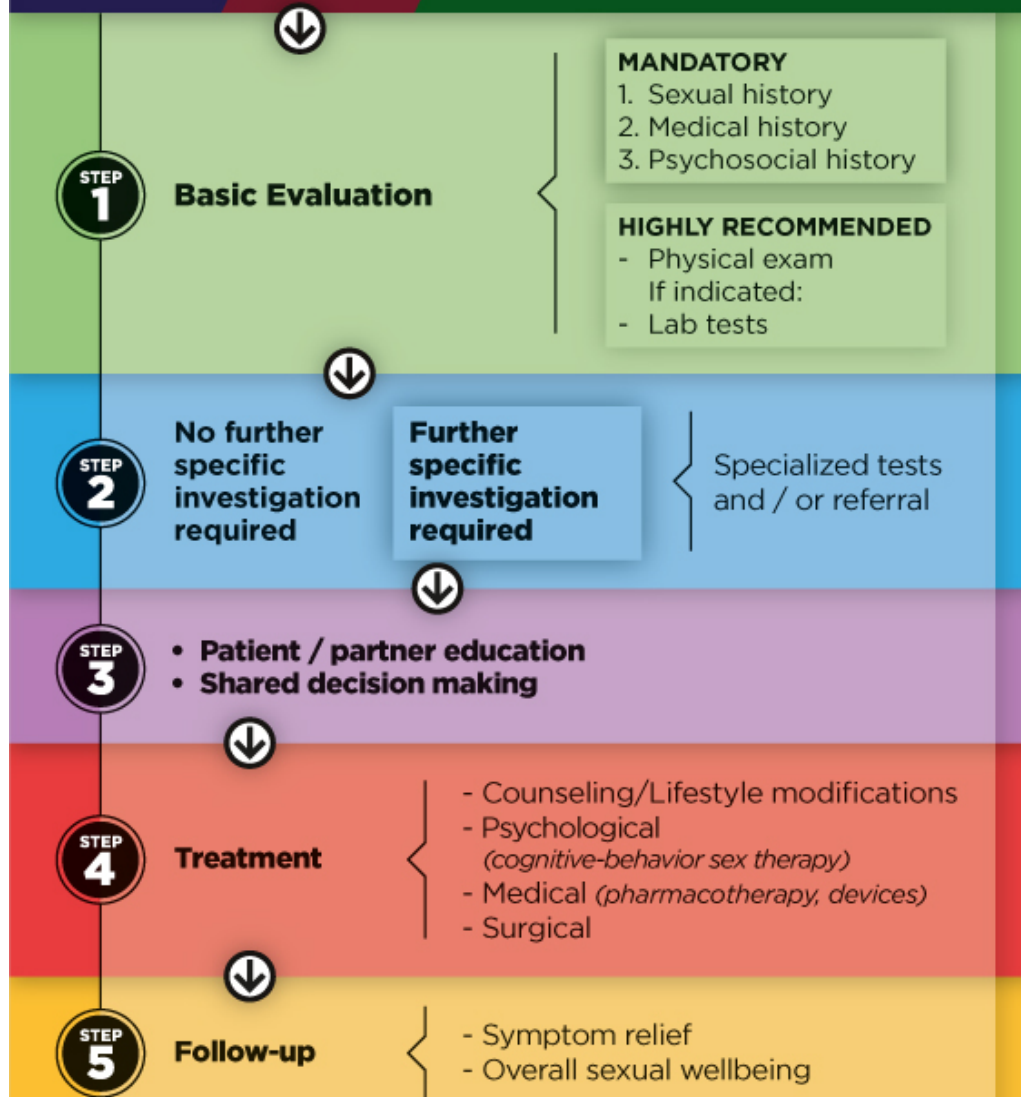 STEP
1
Basic Evaluation
MANDATORY
1. Sexual history
2. Medical history
3. Psychosocial history
HIGHLY RECOMMENDED
- Physical exam
If indicated:
- Lab tests
STEP
2
No further
specific
investigation
required
Further
specific
investigation
required
Specialized tests
and / or referral
STEP
3
• Patient / partner education
• Shared decision making
STEP
4
Treatment
- Counseling/Lifestyle modifications
- Psychological
(cognitive-behavior sex therapy)
- Medical (pharmacotherapy, devices)
- Surgical
STEP
5
Follow-up
- Symptom relief
- Overall sexual wellbeing